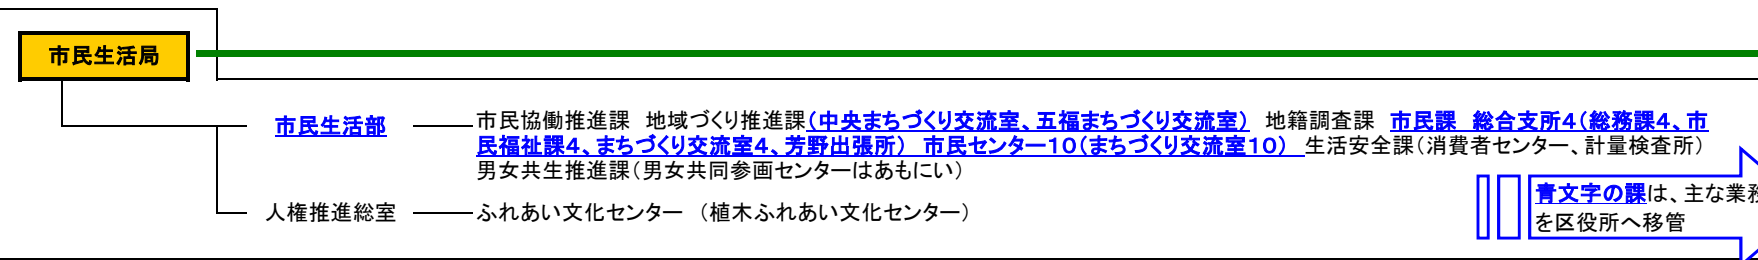 市民生活局
市民生活部
市民協働推進課　地域づくり推進課(中央まちづくり交流室、五福まちづくり交流室)　地籍調査課　市民課　総合支所4(総務課4、市
民福祉課4、まちづくり交流室4、芳野出張所)　市民センター10(まちづくり交流室10)　生活安全課(消費者センター、計量検査所)
男女共生推進課(男女共同参画センターはあもにい)
人権推進総室
ふれあい文化センター　(植木ふれあい文化センター)
青文字の課は、主な業務
を区役所へ移管